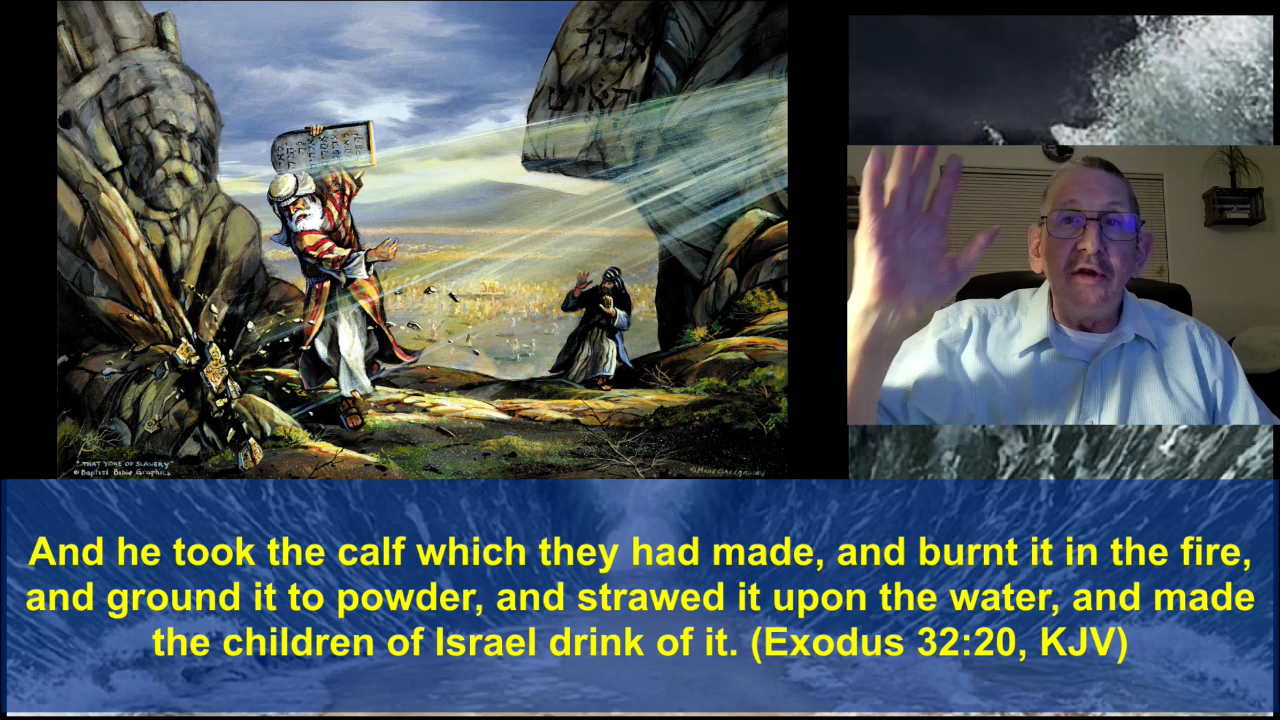 "THAT YOKE OF SLAVERY"
© Baptist Bible Graphics
And he took the calf which they had made, and burnt it in the fire,
and ground it to powder, and strawed it upon the water, and made
the children of Israel drink of it. (Exodus 32:20, KJV)